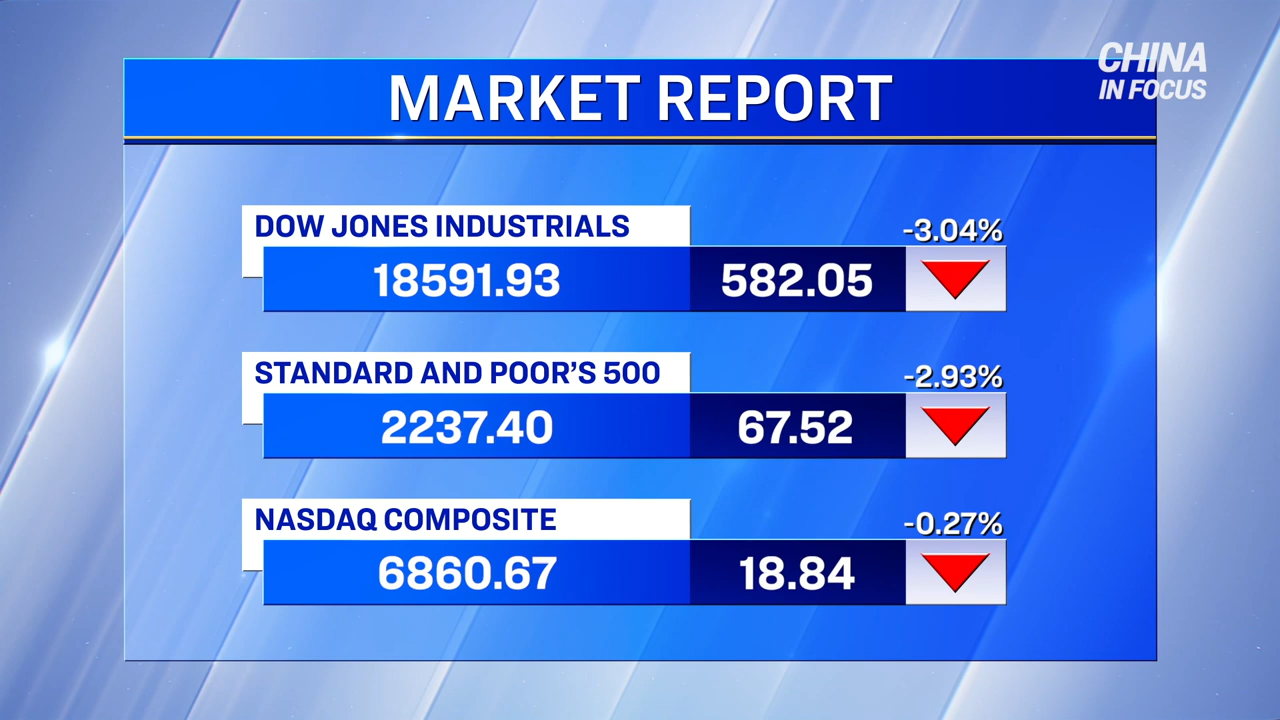 CHINA
IN FOCUS
MARKET REPORT
DOW JONES INDUSTRIALS
-3.04%
18591.93
582.05
STANDARD AND POOR’S 500
-2.93%
2237.40
67.52
NASDAQ COMPOSITE
-0.27%
6860.67
18.84